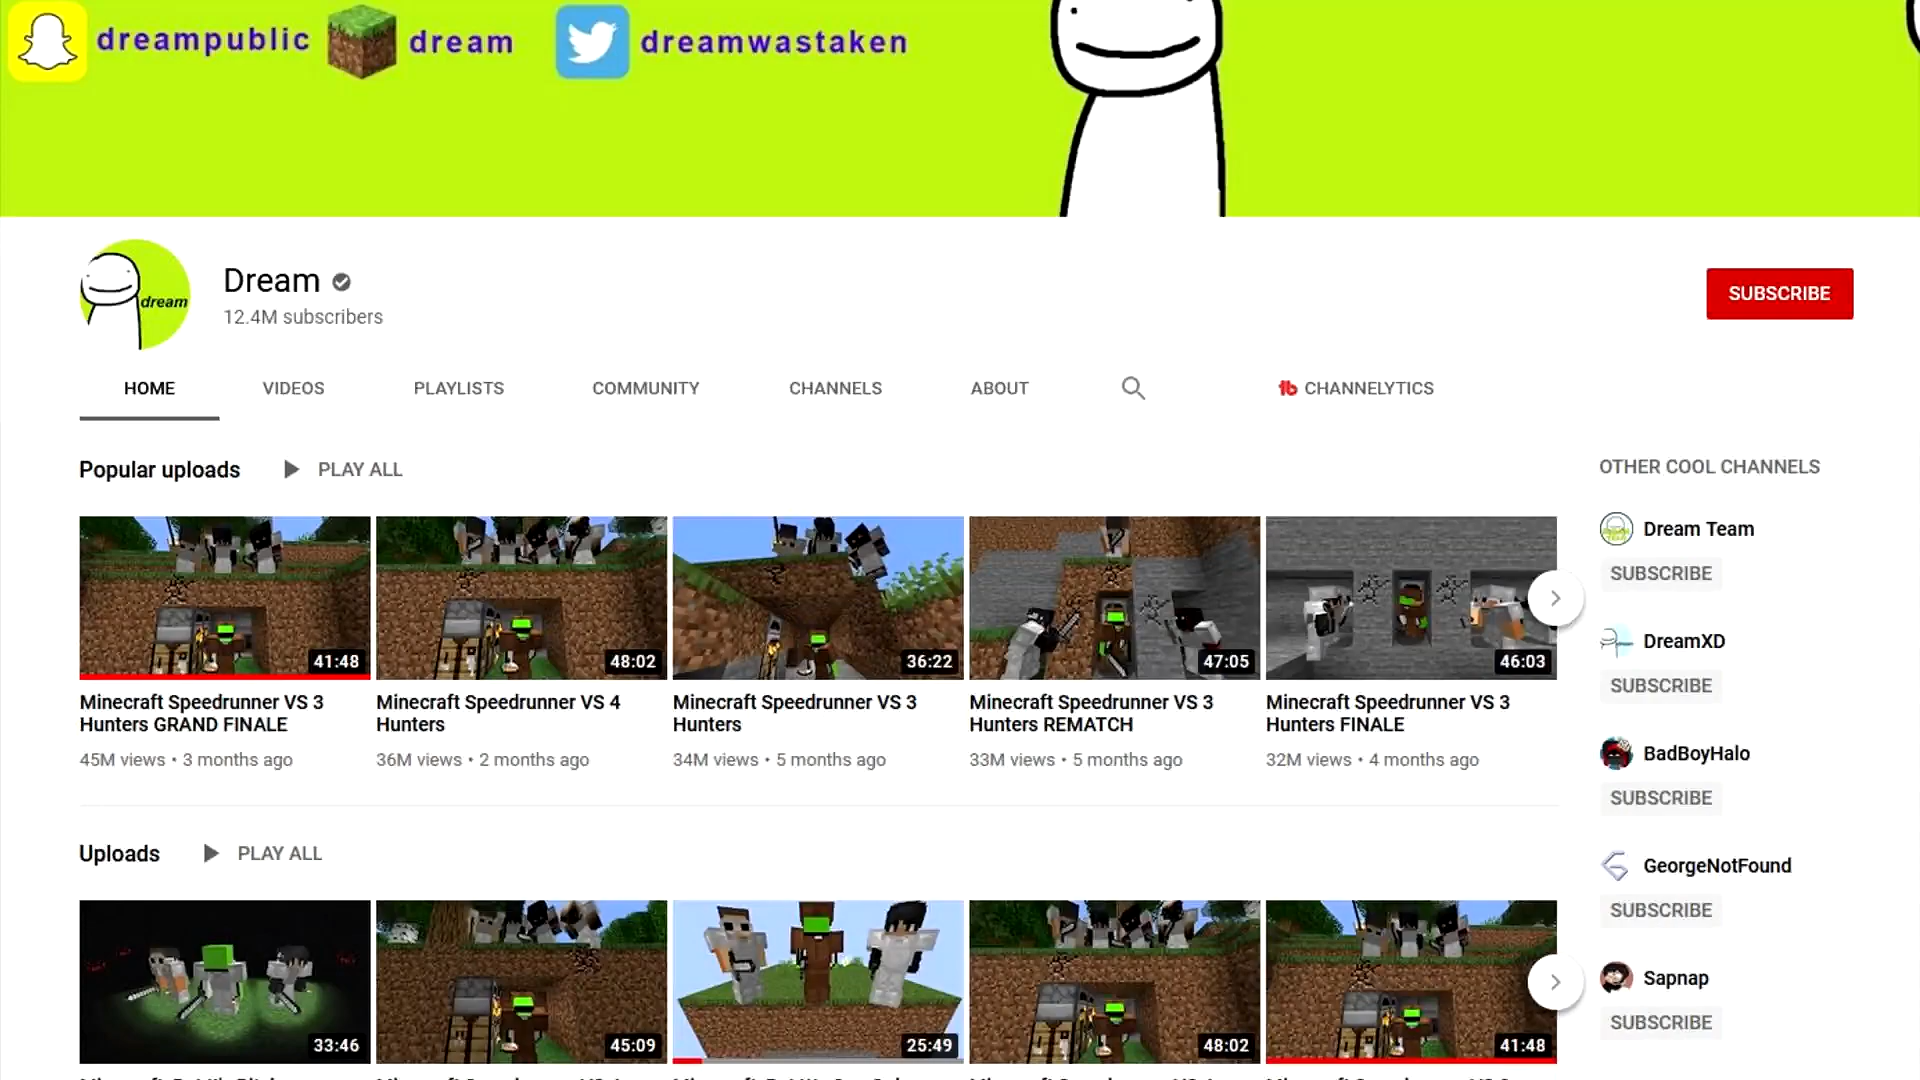 dreampublic dream dreamwastaken
dream
Dream
12.4M subscribers
SUBSCRIBE
HOME VIDEOS PLAYLISTS COMMUNITY CHANNELS ABOUT CHANNELYTICS
Popular uploads PLAY ALL
41:48 48:02 36:22 47:05 46:03
Minecraft Speedrunner VS 3
Hunters GRAND FINALE
45M views • 3 months ago
Minecraft Speedrunner VS 4
Hunters
36M views • 2 months ago
Minecraft Speedrunner VS 3
Hunters
34M views • 5 months ago
Minecraft Speedrunner VS 3
Hunters REMATCH
33M views • 5 months ago
Minecraft Speedrunner VS 3
Hunters FINALE
32M views • 4 months ago
Uploads PLAY ALL
33:46 45:09 25:49 48:02 41:48
OTHER COOL CHANNELS
Dream Team
SUBSCRIBE
DreamXD
SUBSCRIBE
BadBoyHalo
SUBSCRIBE
GeorgeNotFound
SUBSCRIBE
Sapnap
SUBSCRIBE